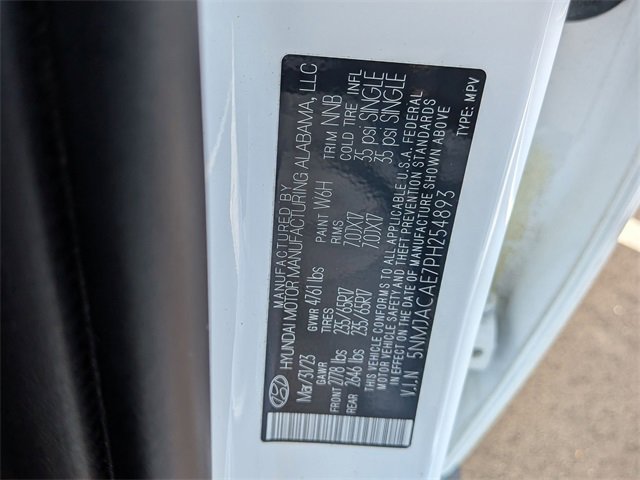 MANUFACTURED BY
HYUNDAI MOTOR MANUFACTURING ALABAMA, LLC
Mar/31/23 GVWR 4761 lbs PAINT W6H TRIM NNB
GAWR TIRES RIMS COLD TIRE INFL
FRONT 2778 lbs 235/65R17 7.0JX17 35 psi SINGLE
REAR 2646 lbs 235/65R17 7.0JX17 35 psi SINGLE
THIS VEHICLE CONFORMS TO ALL APPLICABLE U.S.A. FEDERAL
MOTOR VEHICLE SAFETY AND THEFT PREVENTION STANDARDS
IN EFFECT ON THE DATE OF MANUFACTURE SHOWN ABOVE
V.I.N 5NMJACAE7PH254893 TYPE: MPV